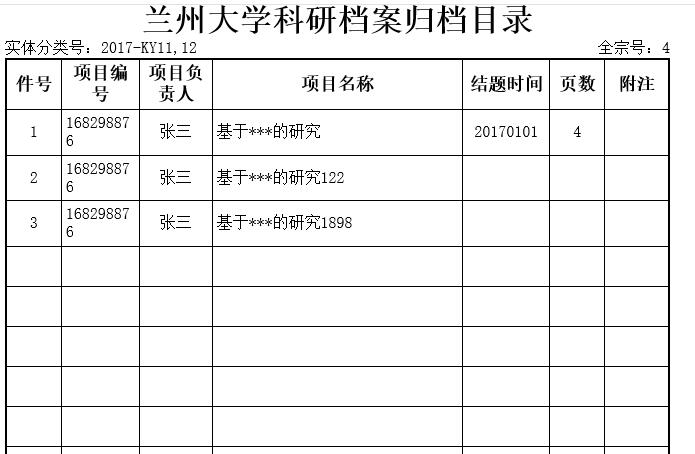 兰州大学科研档案归档目录
实体分类号：2017-KY11,12 全宗号：4
件号 项目编号 项目负责人 项目名称 结题时间 页数 附注
1 168298876 张三 基于***的研究 20170101 4
2 168298876 张三 基于***的研究122
3 168298876 张三 基于***的研究1898